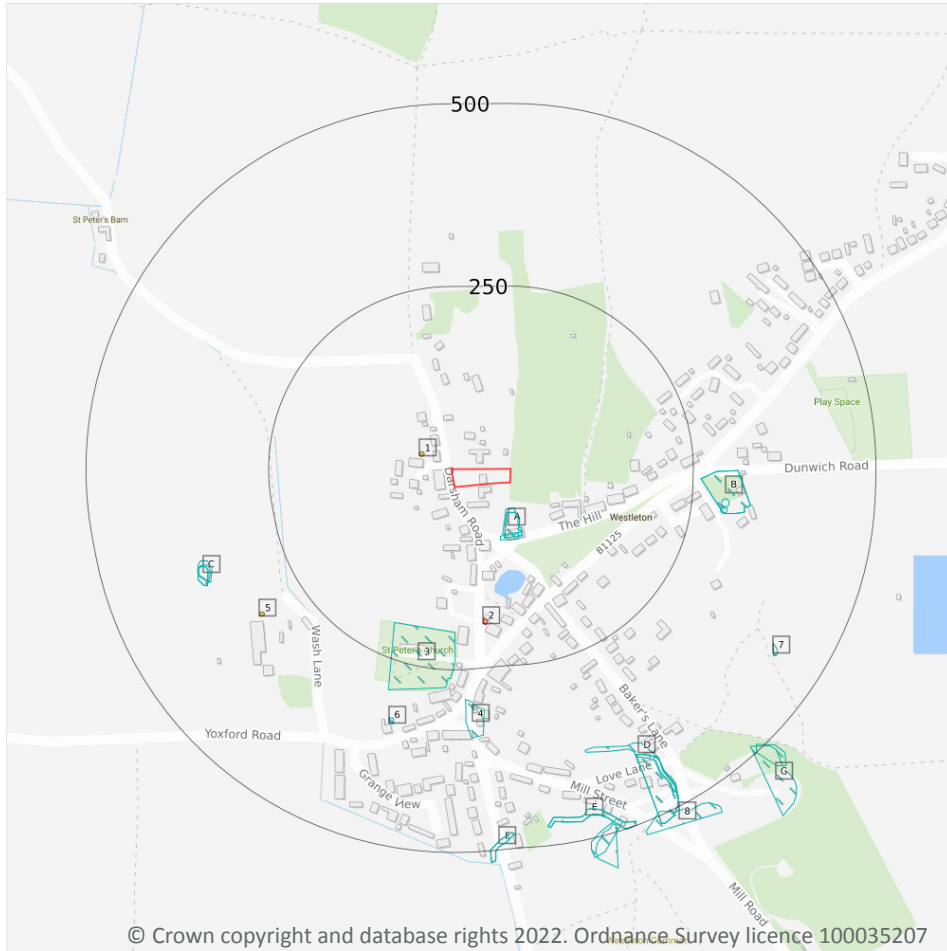 500
St Peter's Barn
250
Play Space
1
Darsham Road
B
Dunwich Road
A
The Hill
Westleton
B1125
C
5
2
Wash Lane
St Peter's Church
3
7
6
4
Baker's Lane
Yoxford Road
D
G
Love Lane
Grange View
Mill Street
E
8
F
Mill Road
Westleton Common
© Crown copyright and database rights 2022. Ordnance Survey licence 100035207